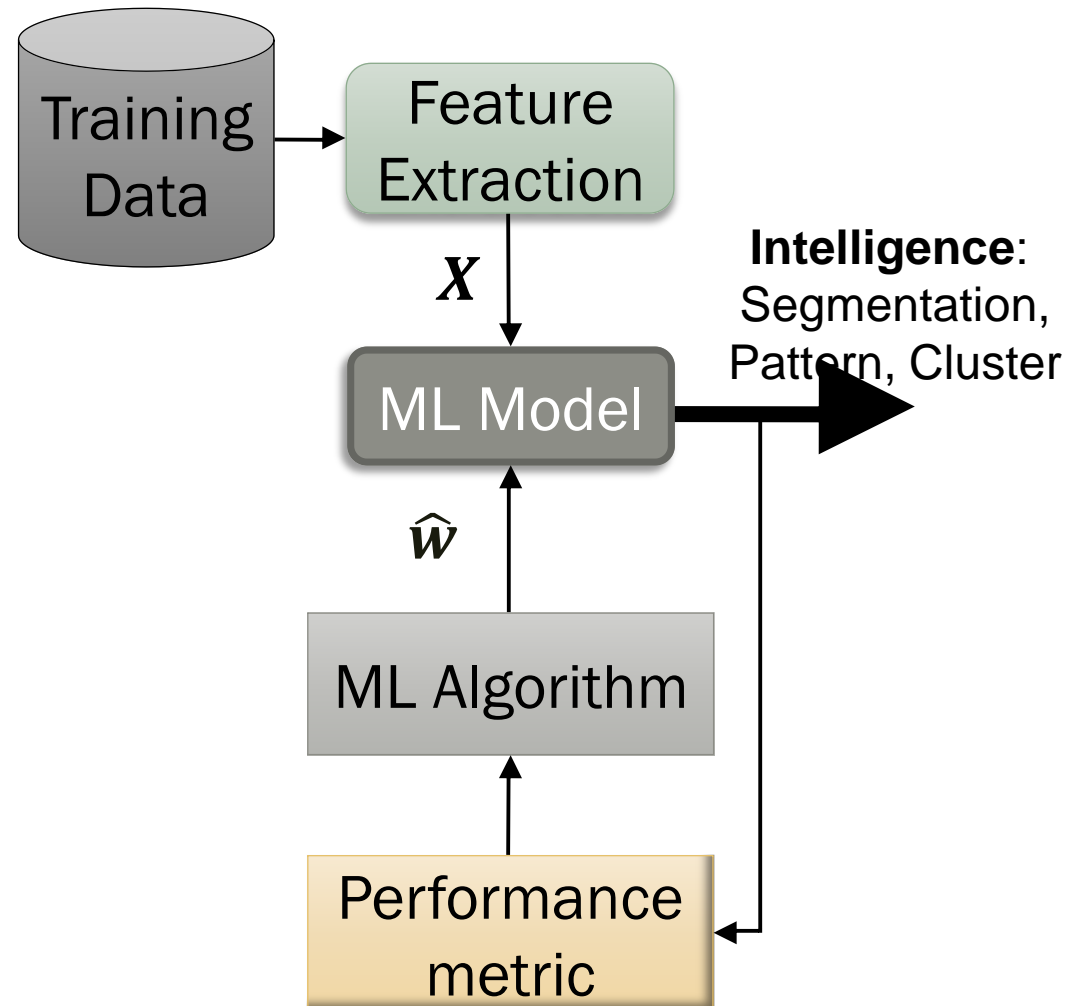 Training
Data
Feature
Extraction
X
Intelligence:
Segmentation,
Pattern, Cluster
ML Model
ŵ
ML Algorithm
Performance
metric